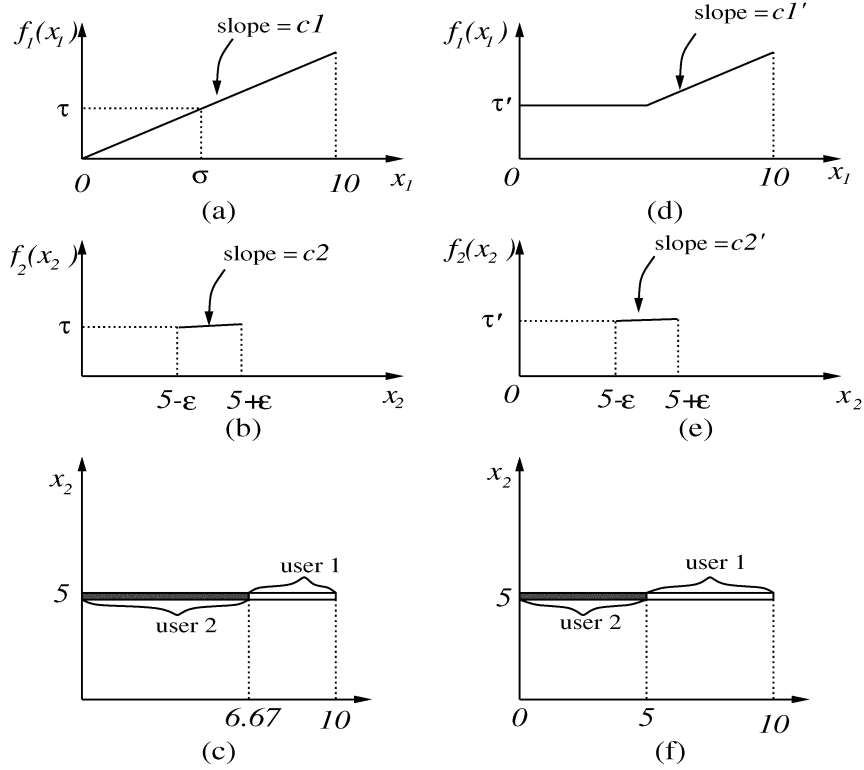 f1(x1)
slope = c1
τ
0
σ
10
x1
(a)
f1(x1)
slope = c1′
τ′
0
10
x1
(d)
f2(x2)
slope = c2
τ
5-ε
5+ε
x2
(b)
f2(x2)
slope = c2′
τ′
0
5-ε
5+ε
x2
(e)
x2
5
user 1
user 2
6.67
10
(c)
x2
5
user 1
user 2
0
5
10
(f)